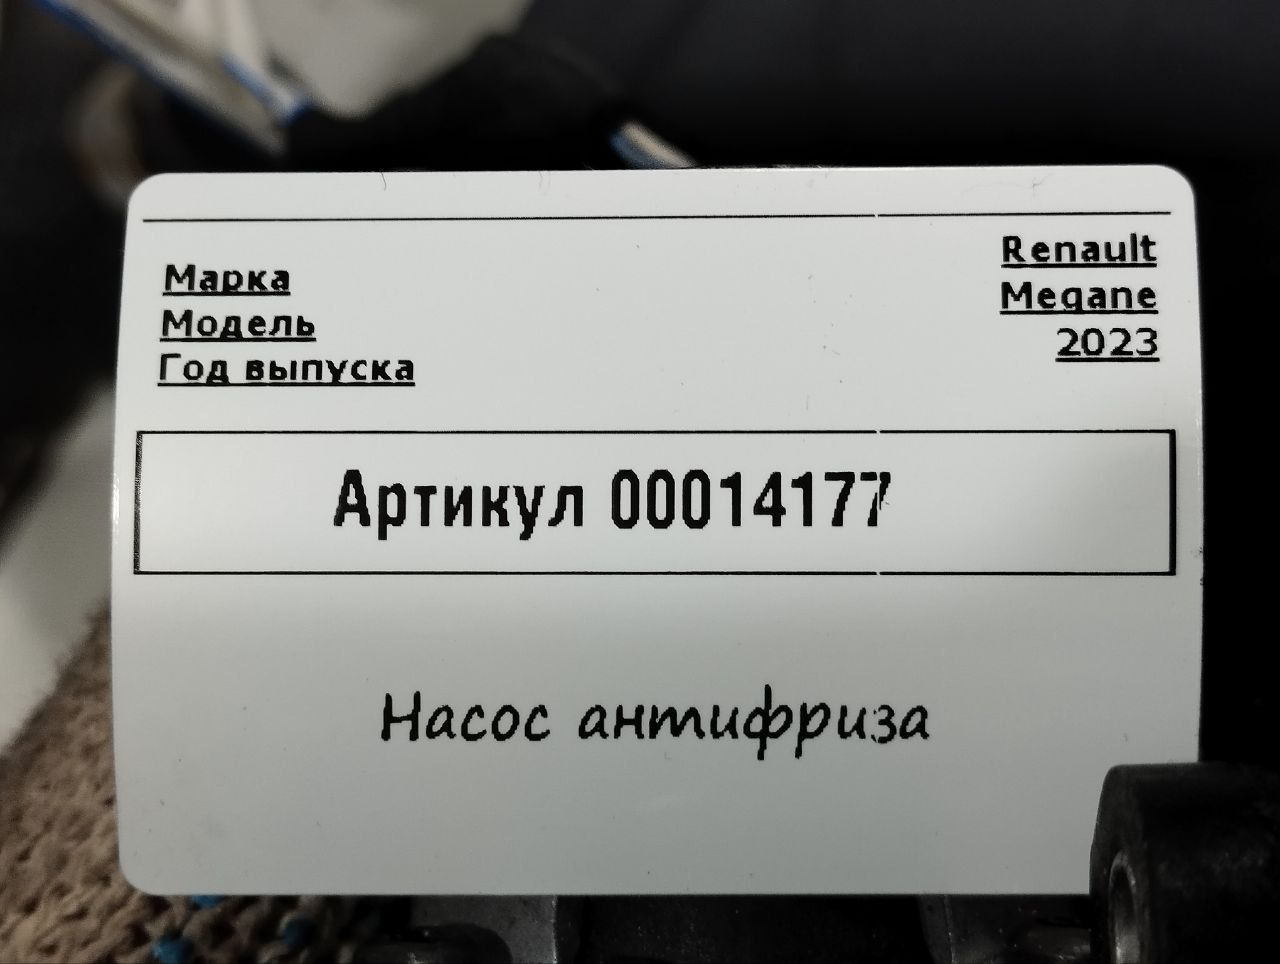 Марка Renault
Модель Megane
Год выпуска 2023
Артикул 00014177
Насос антифриза